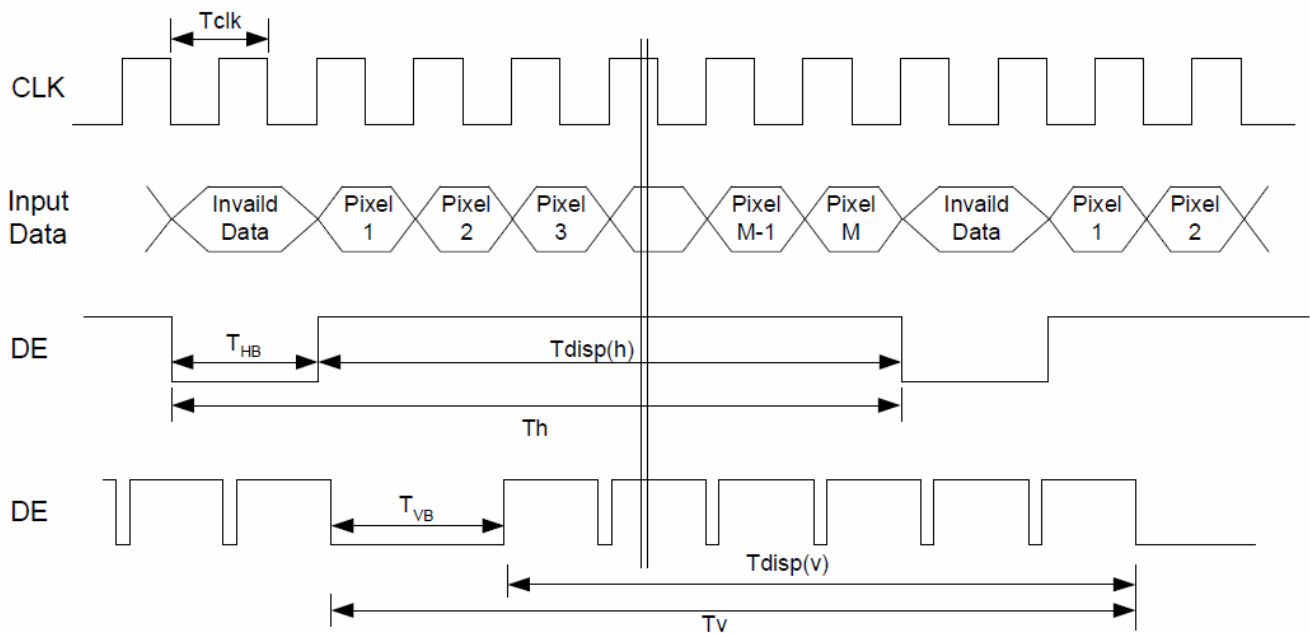 Tclk
CLK
Input
Data
Invaild
Data
Pixel
1
Pixel
2
Pixel
3
Pixel
M-1
Pixel
M
Invaild
Data
Pixel
1
Pixel
2
DE
THB
Tdisp(h)
Th
DE
TVB
Tdisp(v)
Tv